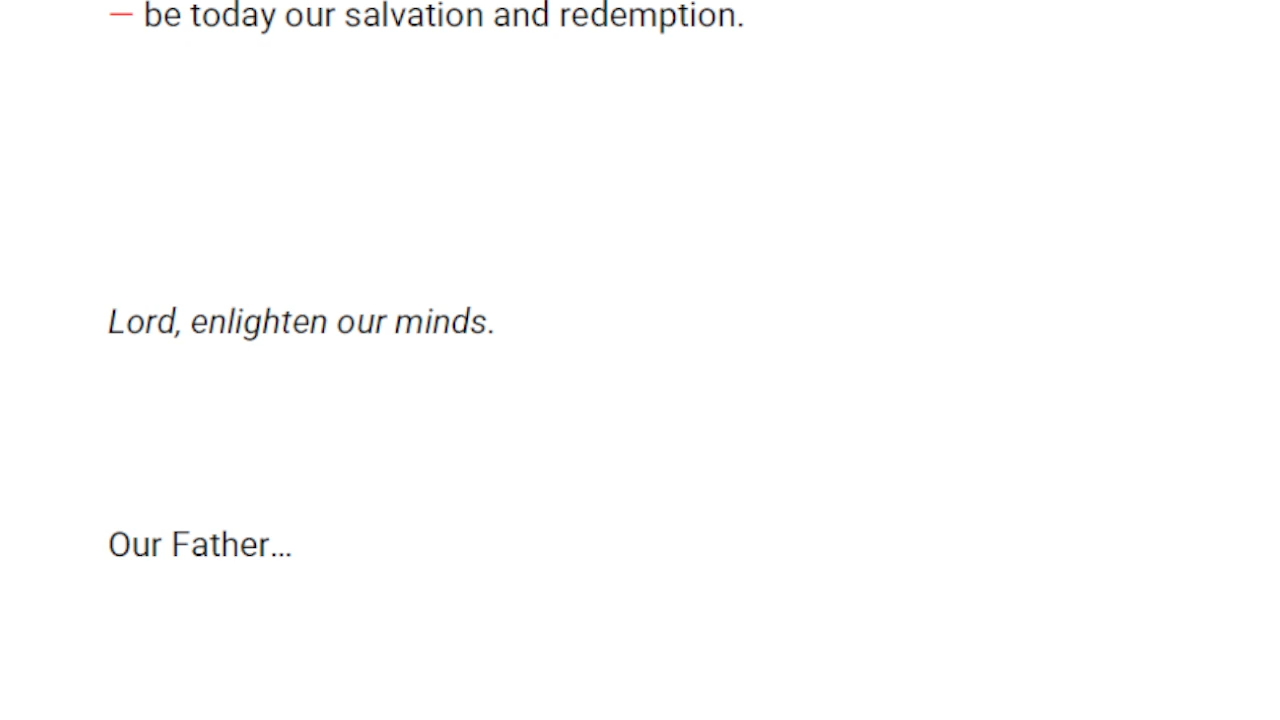 — be today our salvation and redemption.
Lord, enlighten our minds.
Our Father…